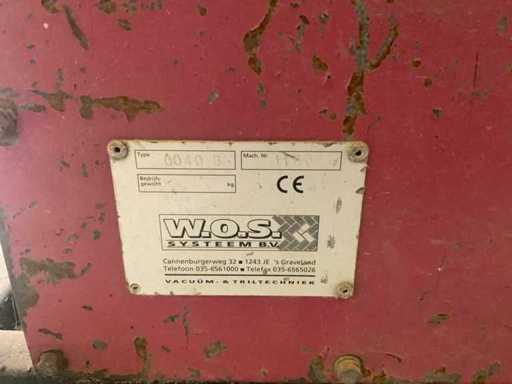 Type 0040 B Mach. Nr.
Bedrijfs-
gewicht kg
CE
W.O.S.
SYSTEEM B.V.
Cannenburgerweg 32 ■ 1243 JE 's Graveland
Telefoon 035-6561000 ■ Telefax 035-6565026
VACUÜM- & TRILTECHNIEK